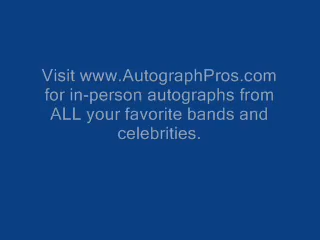 Visit www.AutographPros.com
for in-person autographs from
ALL your favorite bands and
celebrities.